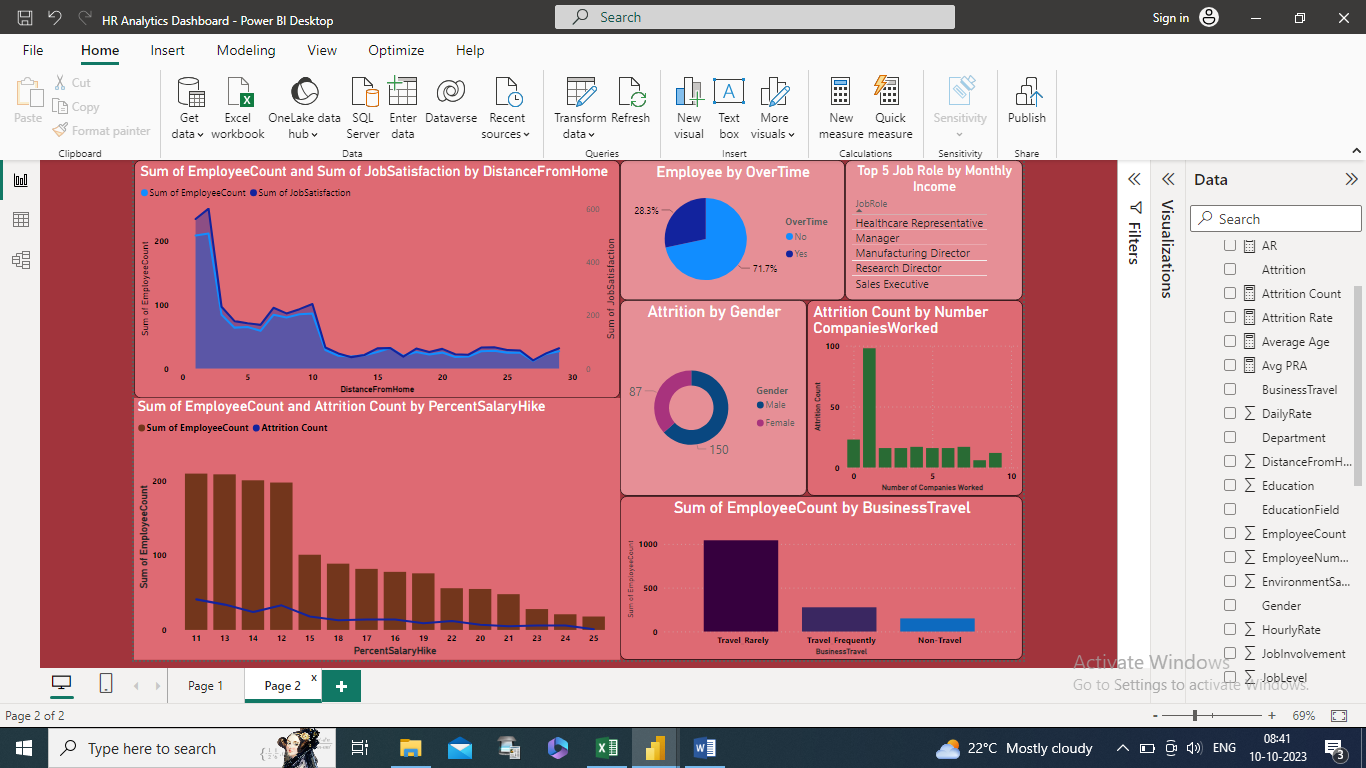 HR Analytics Dashboard - Power BI Desktop
Search
Sign in
File Home Insert Modeling View Optimize Help
Paste
Cut
Copy
Format painter
Clipboard
Get data
Excel workbook
OneLake data hub
SQL Server
Enter data
Dataverse
Recent sources
Data
Transform data
Refresh
Queries
New visual
Text box
More visuals
Insert
New measure
Quick measure
Calculations
Sensitivity
Sensitivity
Publish
Share
Sum of EmployeeCount and Sum of JobSatisfaction by DistanceFromHome
Sum of EmployeeCount Sum of JobSatisfaction
Sum of EmployeeCount
200
100
0
600
400
200
0
Sum of JobSatisfaction
0 5 10 15 20 25 30
DistanceFromHome
Employee by OverTime
28.3%
71.7%
OverTime
No
Yes
Top 5 Job Role by Monthly
Income
JobRole
Healthcare Representative
Manager
Manufacturing Director
Research Director
Sales Executive
Attrition by Gender
87
150
Gender
Male
Female
Attrition Count by Number
CompaniesWorked
Attrition Count
100
50
0
0 5 10
Number of Companies Worked
Sum of EmployeeCount and Attrition Count by PercentSalaryHike
Sum of EmployeeCount Attrition Count
Sum of EmployeeCount
200
100
0
11 13 14 12 15 18 17 16 19 22 20 21 23 24 25
PercentSalaryHike
Sum of EmployeeCount by BusinessTravel
Sum of EmployeeCount
1000
500
0
Travel Rarely Travel Frequently Non-Travel
BusinessTravel
Filters
Visualizations
Data
Search
AR
Attrition
Attrition Count
Attrition Rate
Average Age
Avg PRA
BusinessTravel
DailyRate
Department
DistanceFromH...
Education
EducationField
EmployeeCount
EmployeeNum...
EnvironmentSa...
Gender
HourlyRate
JobInvolvement
JobLevel
Activate Windows
Go to Settings to activate Windows.
Page 1
Page 2 x
+
Page 2 of 2
- + 69%
Type here to search
22°C Mostly cloudy
ENG
08:41
10-10-2023
3